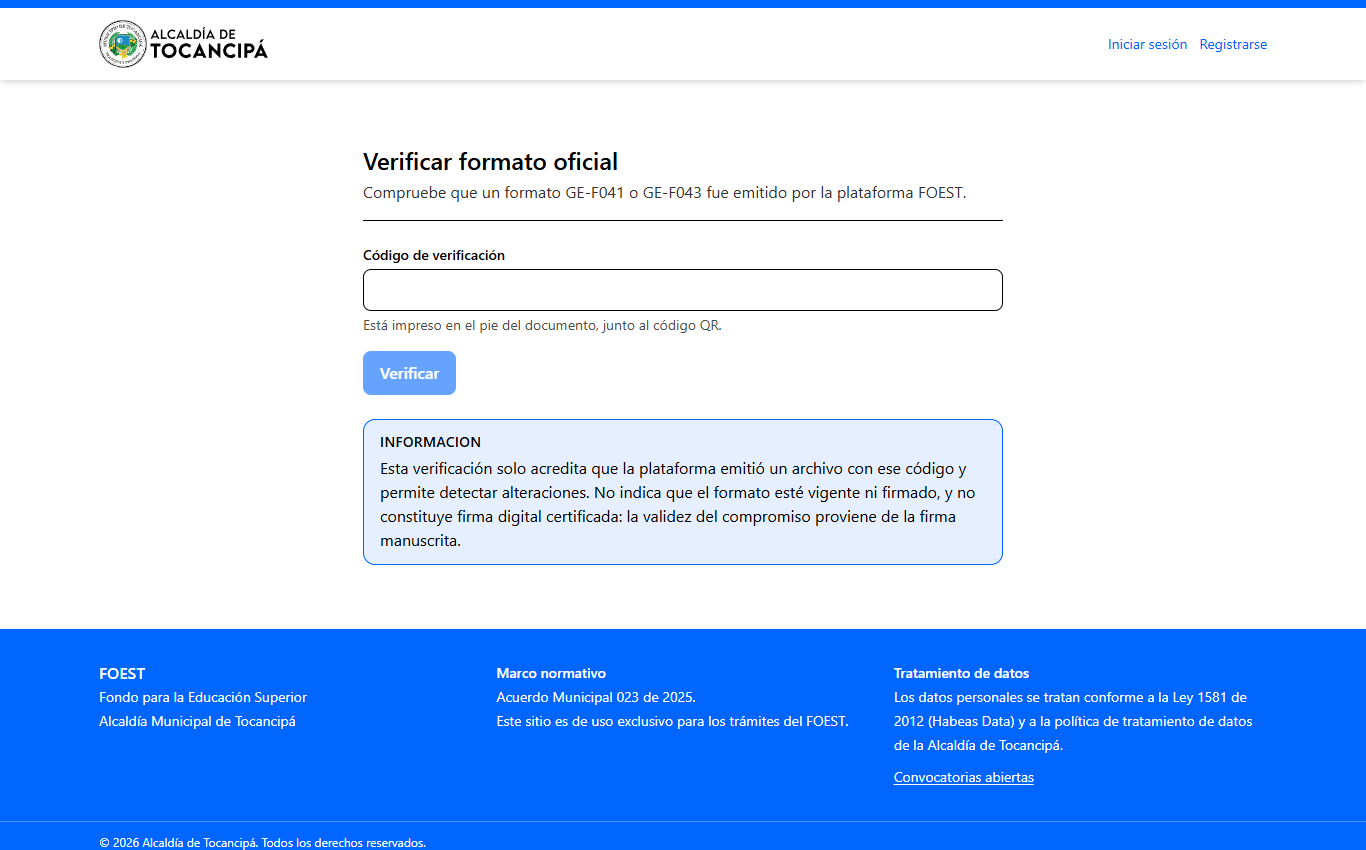 ALCALDÍA DE
TOCANCIPÁ
Iniciar sesión Registrarse
Verificar formato oficial
Compruebe que un formato GE-F041 o GE-F043 fue emitido por la plataforma FOEST.
Código de verificación
Está impreso en el pie del documento, junto al código QR.
Verificar
INFORMACION
Esta verificación solo acredita que la plataforma emitió un archivo con ese código y
permite detectar alteraciones. No indica que el formato esté vigente ni firmado, y no
constituye firma digital certificada: la validez del compromiso proviene de la firma
manuscrita.
FOEST
Fondo para la Educación Superior
Alcaldía Municipal de Tocancipá
Marco normativo
Acuerdo Municipal 023 de 2025.
Este sitio es de uso exclusivo para los trámites del FOEST.
Tratamiento de datos
Los datos personales se tratan conforme a la Ley 1581 de
2012 (Habeas Data) y a la política de tratamiento de datos
de la Alcaldía de Tocancipá.
Convocatorias abiertas
© 2026 Alcaldía de Tocancipá. Todos los derechos reservados.